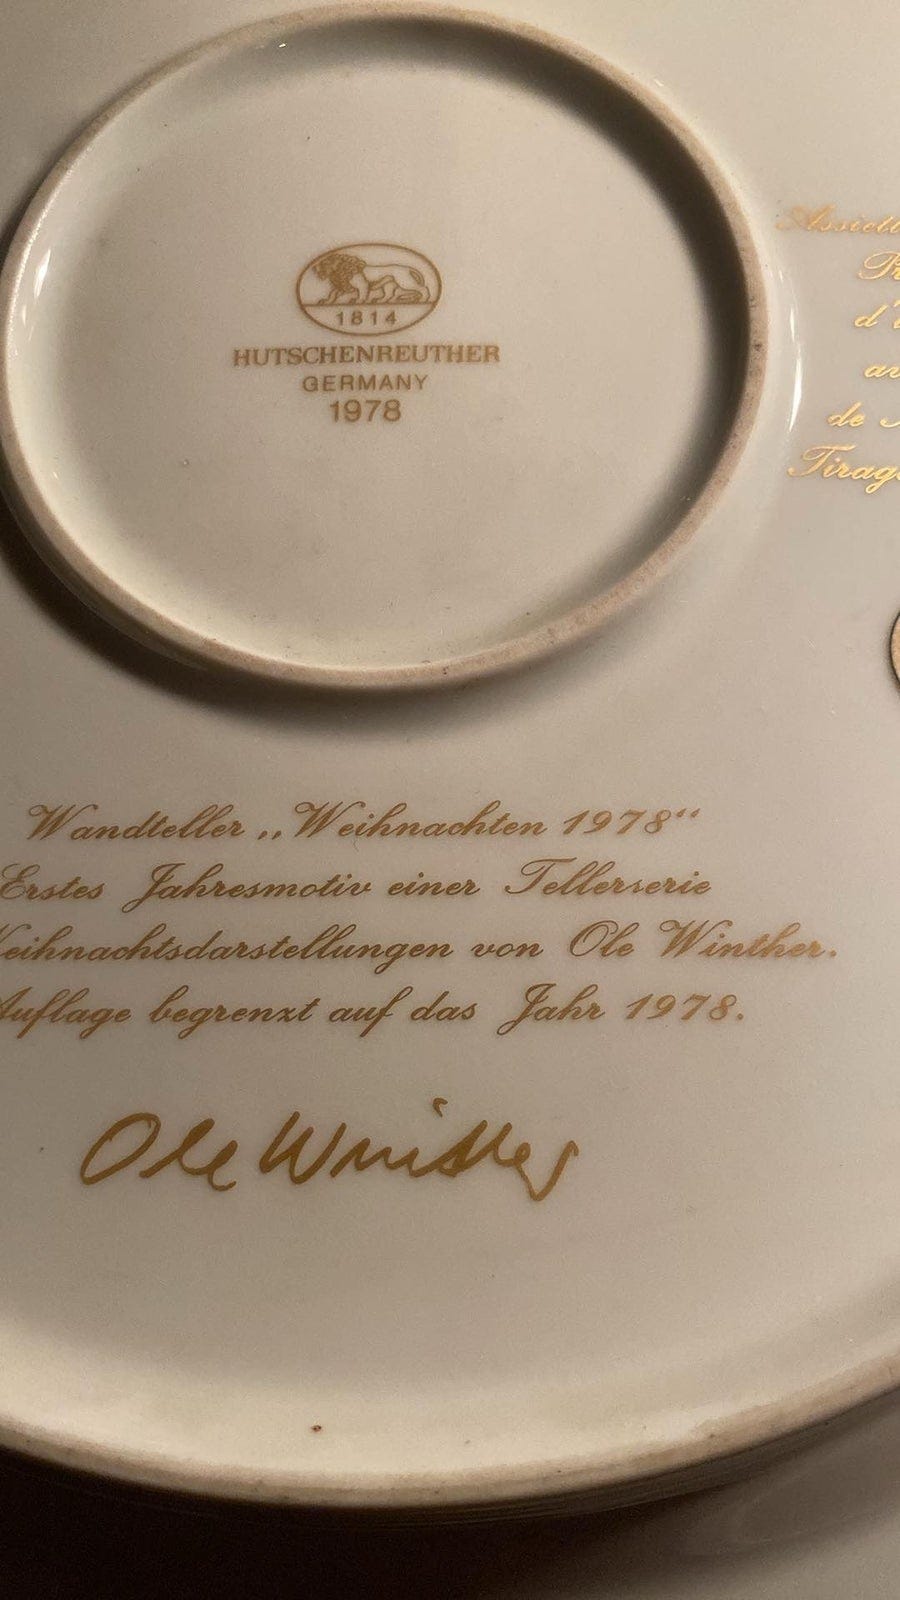 1814
HUTSCHENREUTHER
GERMANY
1978
de
Wandteller „Weihnachten 1978“
Erstes Jahresmotiv einer Tellerserie
von Ole Winther.
Auflage begrenzt auf das Jahr 1978.
Ole Winther